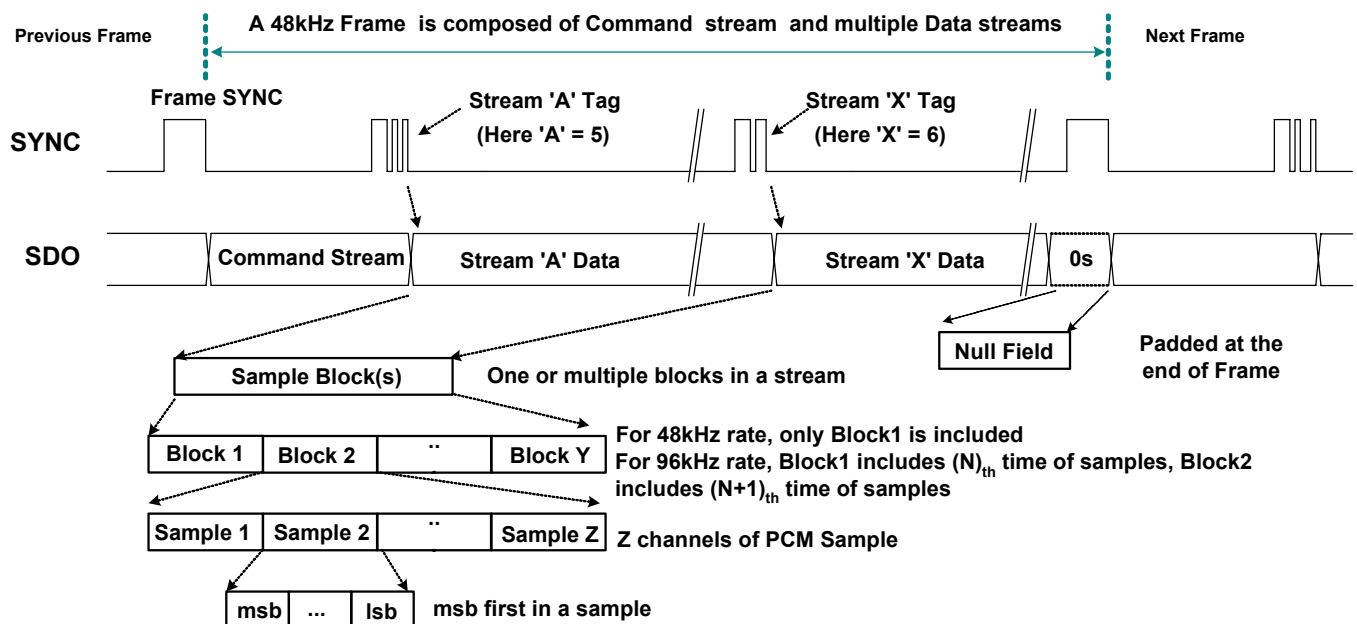 A 48kHz Frame is composed of Command stream and multiple Data streams
Previous Frame
Next Frame
Frame SYNC
Stream 'A' Tag
(Here 'A' = 5)
Stream 'X' Tag
(Here 'X' = 6)
SYNC
SDO
Command Stream
Stream 'A' Data
Stream 'X' Data
0s
Null Field
Padded at the
end of Frame
Sample Block(s)
One or multiple blocks in a stream
Block 1
Block 2
..
Block Y
For 48kHz rate, only Block1 is included
For 96kHz rate, Block1 includes (N)th time of samples, Block2
includes (N+1)th time of samples
Sample 1
Sample 2
..
Sample Z
Z channels of PCM Sample
msb
...
lsb
msb first in a sample